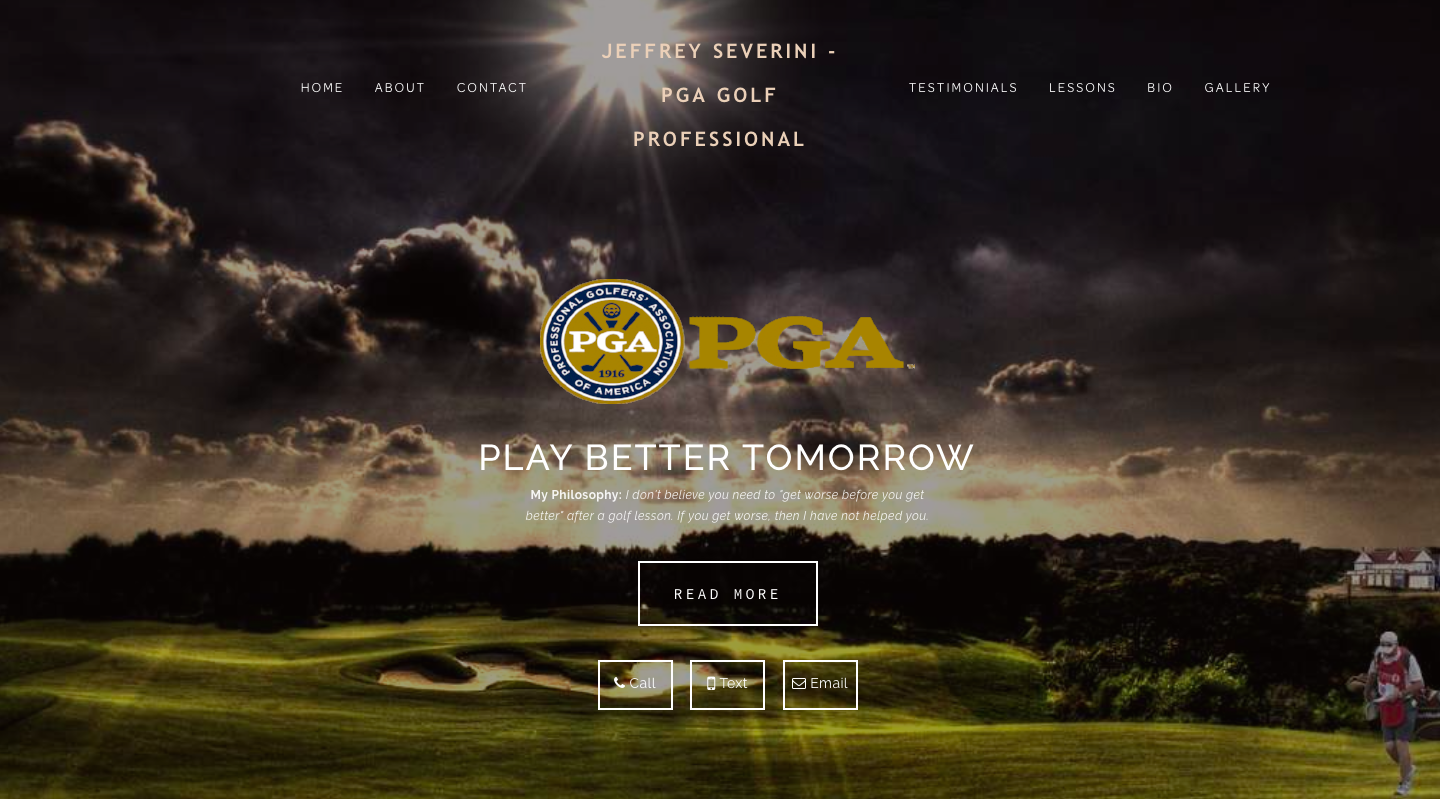 JEFFREY SEVERINI -
PGA GOLF
PROFESSIONAL
HOME ABOUT CONTACT
TESTIMONIALS LESSONS BIO GALLERY
PROFESSIONAL GOLFERS' ASSOCIATION
PGA
1916
OF AMERICA
PGA
PLAY BETTER TOMORROW
My Philosophy: I don't believe you need to "get worse before you get
better" after a golf lesson. If you get worse, then I have not helped you.
READ MORE
Call Text Email